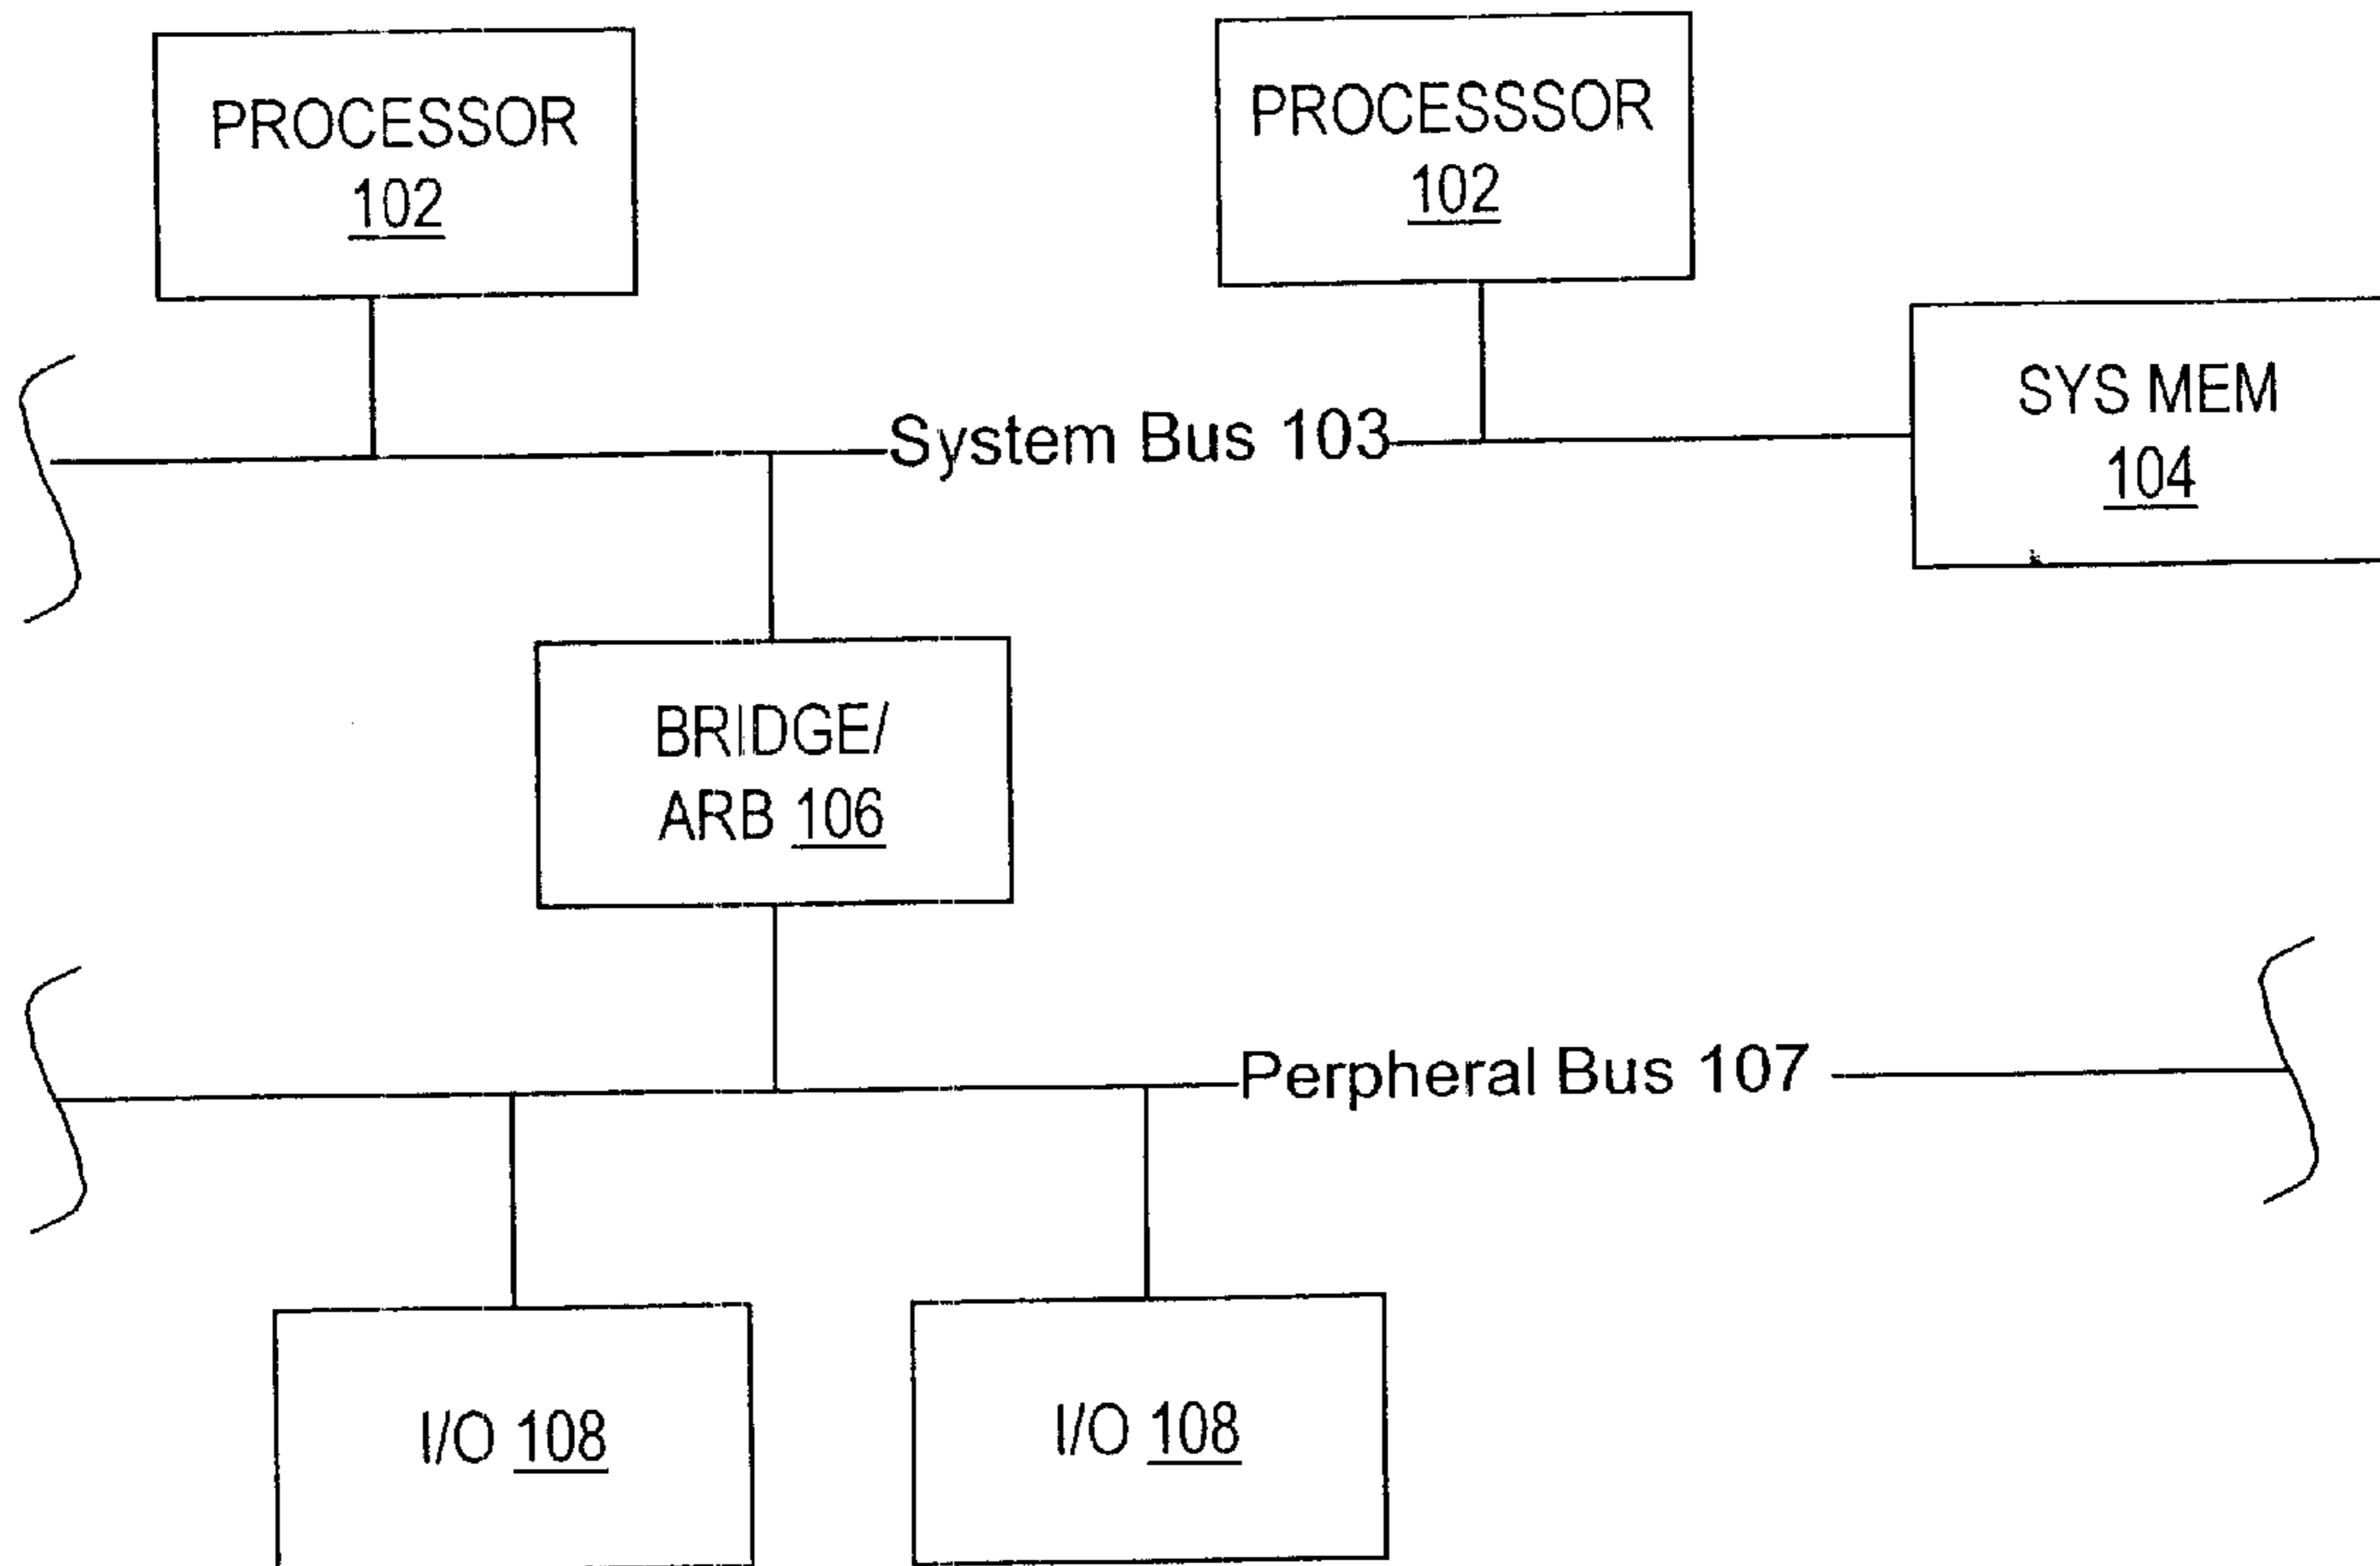 PROCESSOR
102
PROCESSSOR
102
SYS MEM
104
System Bus 103
BRIDGE/
ARB 106
Perpheral Bus 107
I/O 108
I/O 108